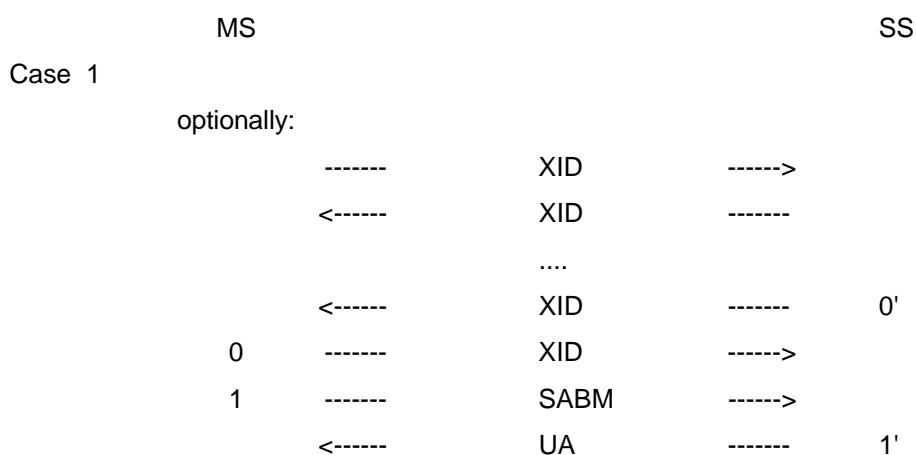 MS SS
Case 1
optionally:
------- XID ------>
<------ XID -------
....
<------ XID ------- 0'
0 ------- XID ------>
1 ------- SABM ------>
<------ UA ------- 1'